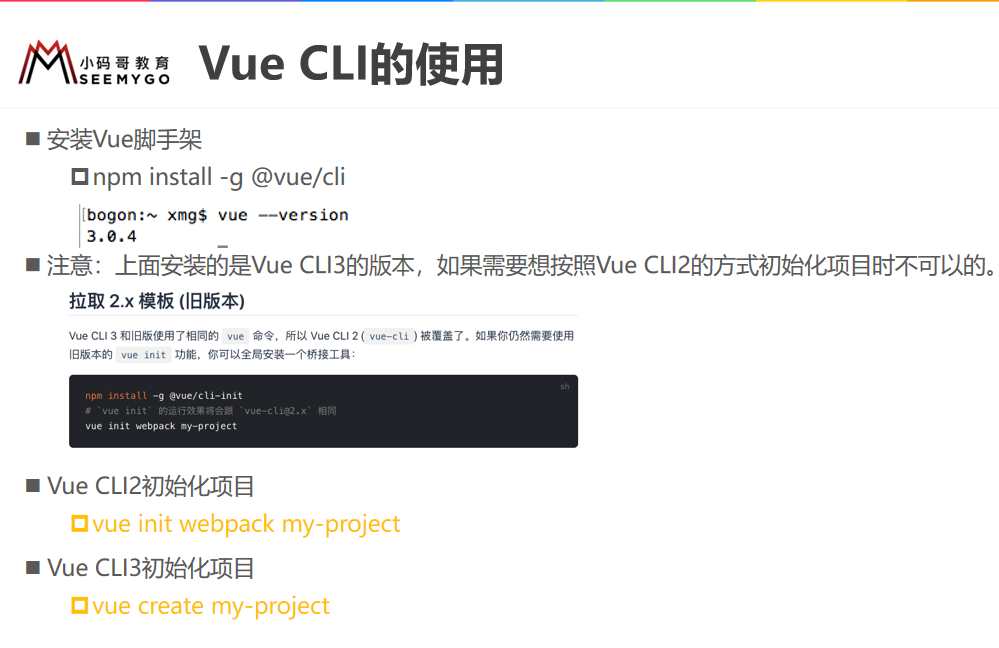 小码哥教育
SEEMYGO
Vue CLI的使用
安装Vue脚手架
npm install -g @vue/cli
[bogon:~ xmg$ vue --version
3.0.4
注意：上面安装的是Vue CLI3的版本，如果需要想按照Vue CLI2的方式初始化项目时不可以的。
拉取 2.x 模板 (旧版本)
Vue CLI 3 和旧版使用了相同的 vue 命令，所以 Vue CLI 2 ( vue-cli ) 被覆盖了。如果你仍然需要使用
旧版本的 vue init 功能，你可以全局安装一个桥接工具：
sh
npm install -g @vue/cli-init
# `vue init` 的运行效果将会跟 `vue-cli@2.x` 相同
vue init webpack my-project
Vue CLI2初始化项目
vue init webpack my-project
Vue CLI3初始化项目
vue create my-project